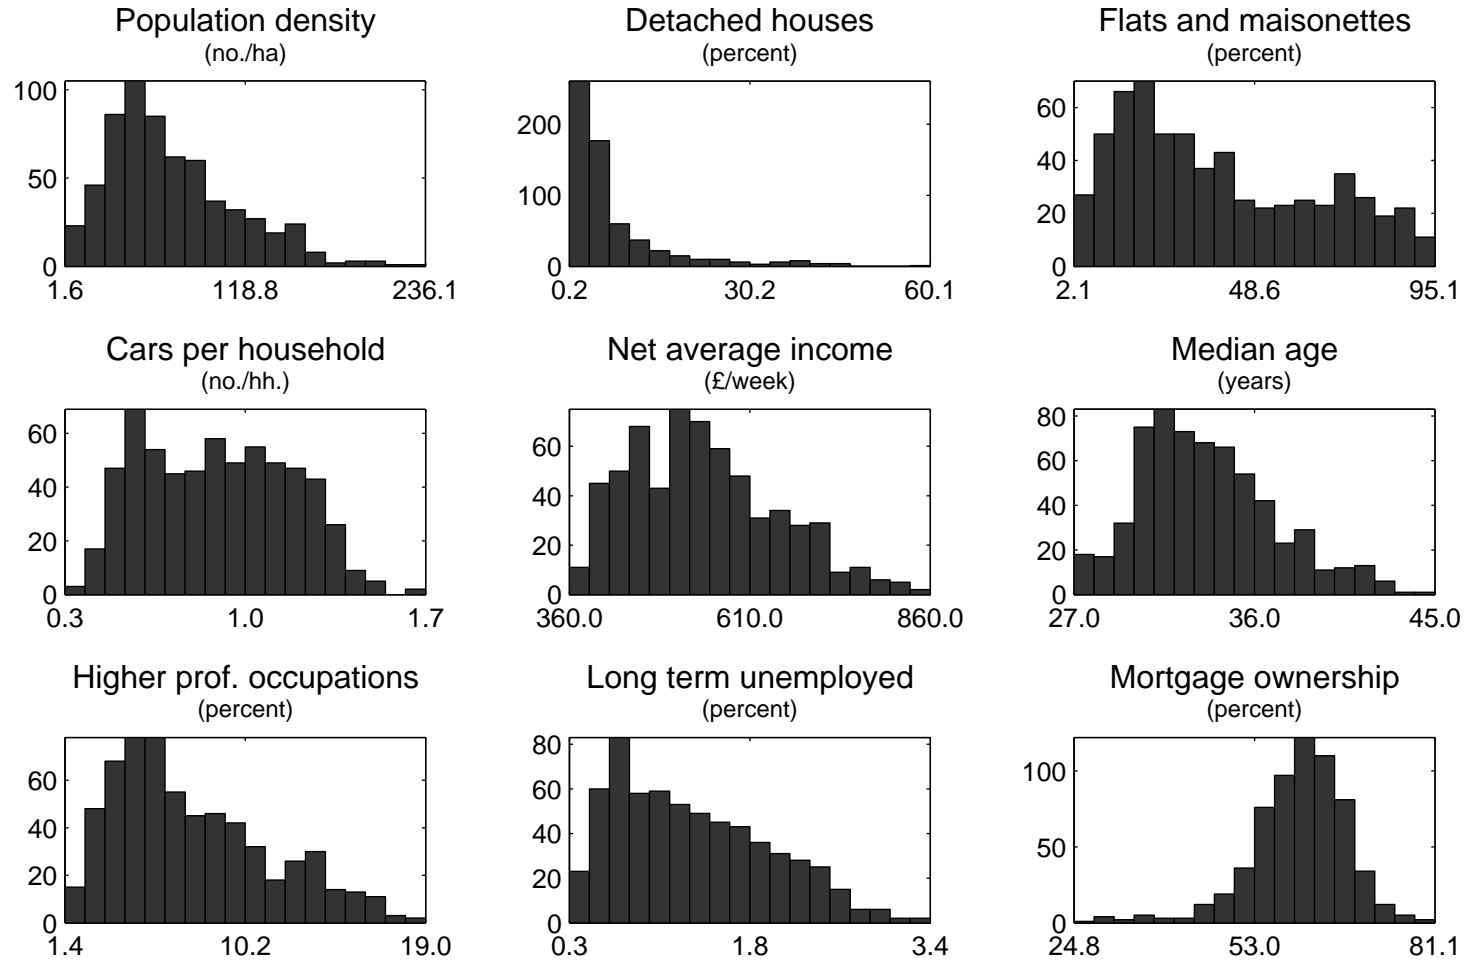 Population density
(no./ha)
100
50
0
1.6 118.8 236.1
Detached houses
(percent)
200
100
0
0.2 30.2 60.1
Flats and maisonettes
(percent)
60
40
20
0
2.1 48.6 95.1
Cars per household
(no./hh.)
60
40
20
0
0.3 1.0 1.7
Net average income
(£/week)
60
40
20
0
360.0 610.0 860.0
Median age
(years)
80
60
40
20
0
27.0 36.0 45.0
Higher prof. occupations
(percent)
60
40
20
0
1.4 10.2 19.0
Long term unemployed
(percent)
80
60
40
20
0
0.3 1.8 3.4
Mortgage ownership
(percent)
100
50
0
24.8 53.0 81.1